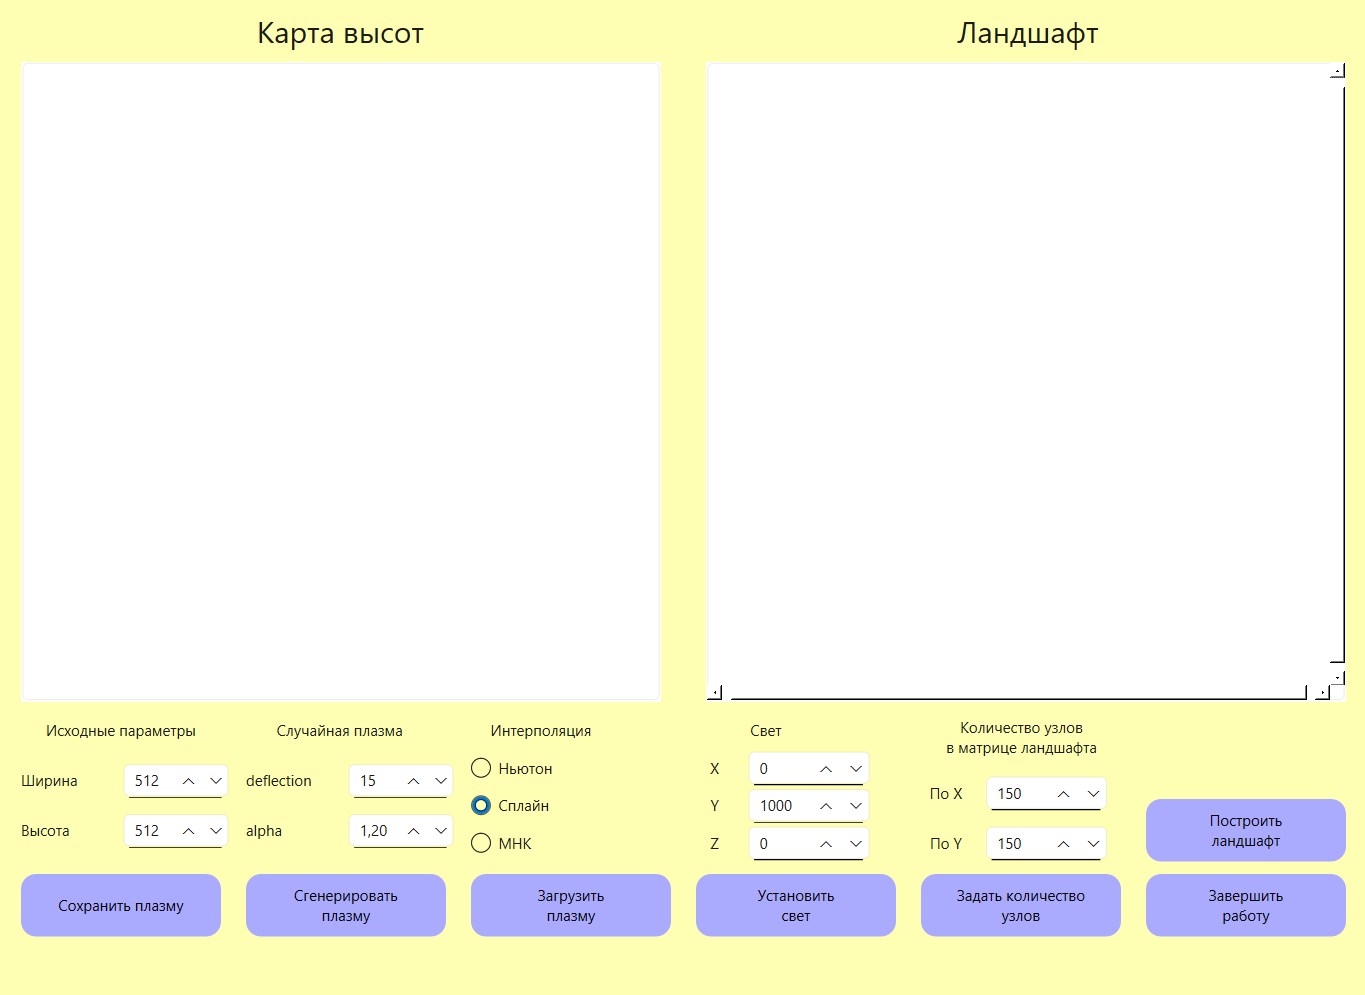 Карта высот
Ландшафт
Исходные параметры
Случайная плазма
Интерполяция
Свет
Количество узлов
в матрице ландшафта
Ширина
512
deflection
15
Ньютон
X
0
По X
150
Высота
512
alpha
1,20
Сплайн
Y
1000
МНК
Z
0
По Y
150
Построить
ландшафт
Сохранить плазму
Сгенерировать
плазму
Загрузить
плазму
Установить
свет
Задать количество
узлов
Завершить
работу